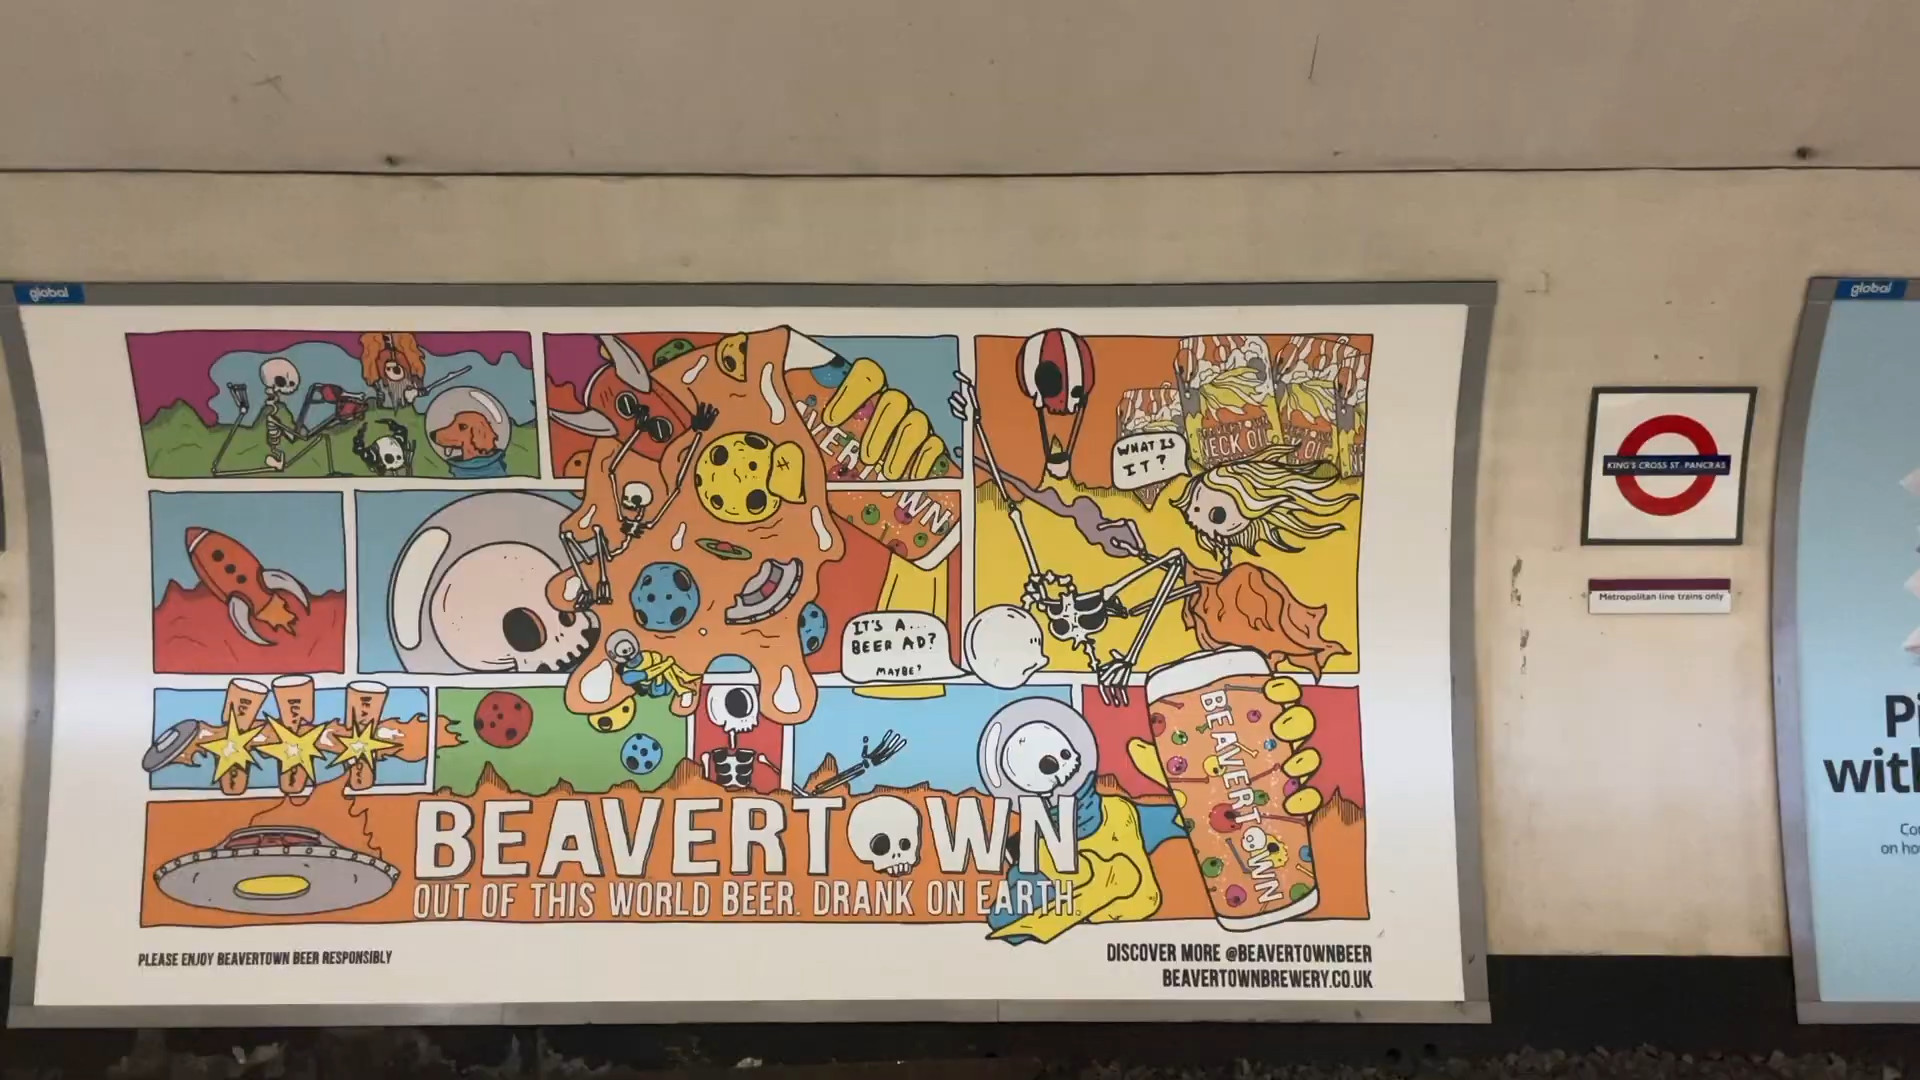 global
WHAT IS
IT?
NECK OIL
IT'S A...
BEER AD?
MAYBE?
BEAVERTOWN
BEAVERTOWN
OUT OF THIS WORLD BEER. DRANK ON EARTH.
PLEASE ENJOY BEAVERTOWN BEER RESPONSIBLY
DISCOVER MORE @BEAVERTOWNBEER
BEAVERTOWNBREWERY.CO.UK
KING'S CROSS ST. PANCRAS
Metropolitan line trains only
global